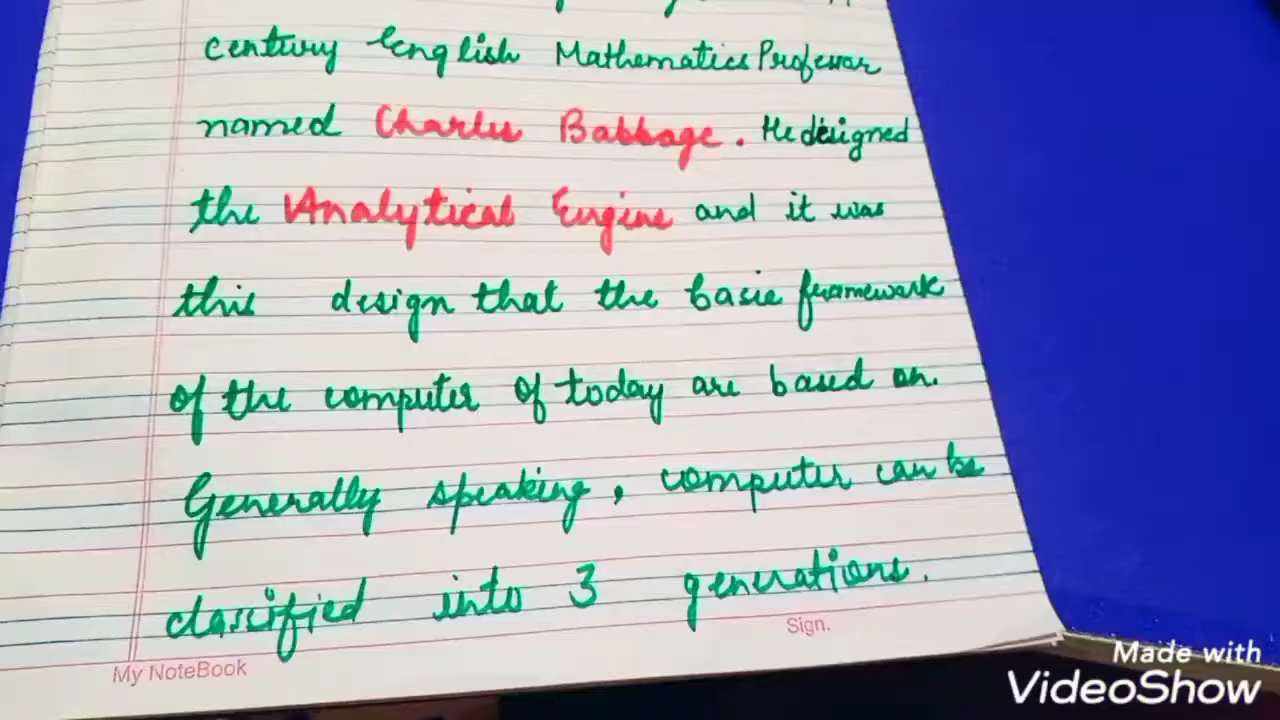 century English Mathematics Professor
named Charles Babbage. He designed
the Analytical Engine and it was
this design that the basic framework
of the computer of today are based on.
Generally speaking, computer can be
classified into 3 generations.
Sign.
My NoteBook
Made with
VideoShow